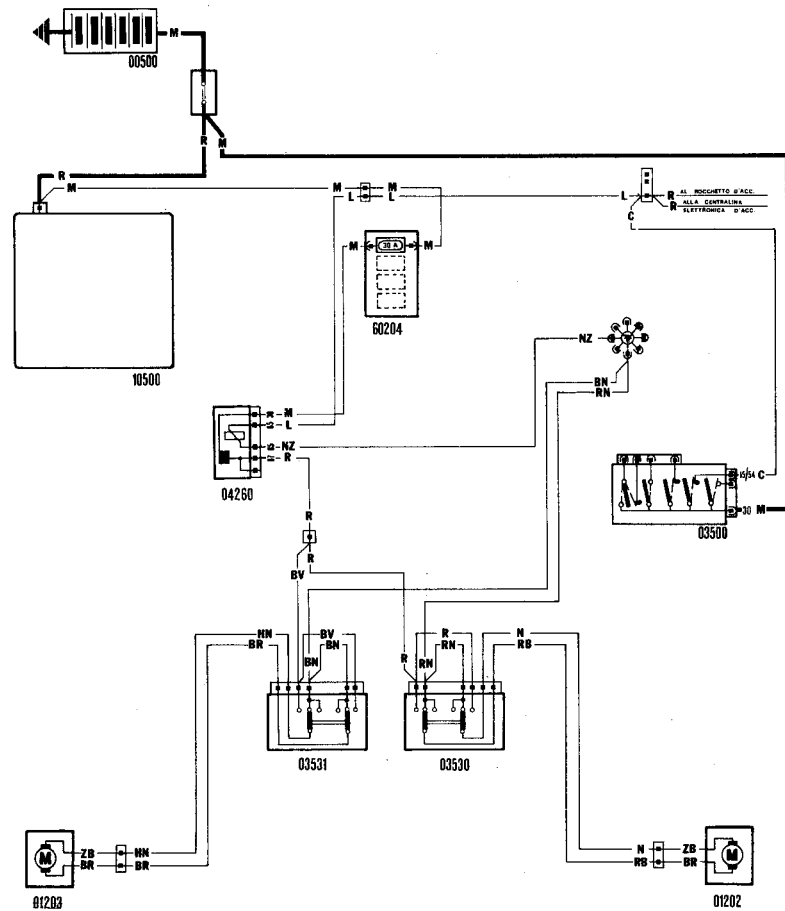 M
00500
R
M
R
M
M
M
L
L
L
R
AL ROCCHETTO D'ACC.
R
ALLA CENTRALINA
ELETTRONICA D'ACC.
C
M
30 A
M
60204
NZ
10500
BN
RN
M
L
NZ
R
04260
15/54
C
30
M
03500
R
R
BV
HN
BR
BV
BN
BN
R
RN
R
RN
N
RB
03531
03530
M
ZB
BR
HN
BR
01203
N
RB
ZB
BR
M
01202